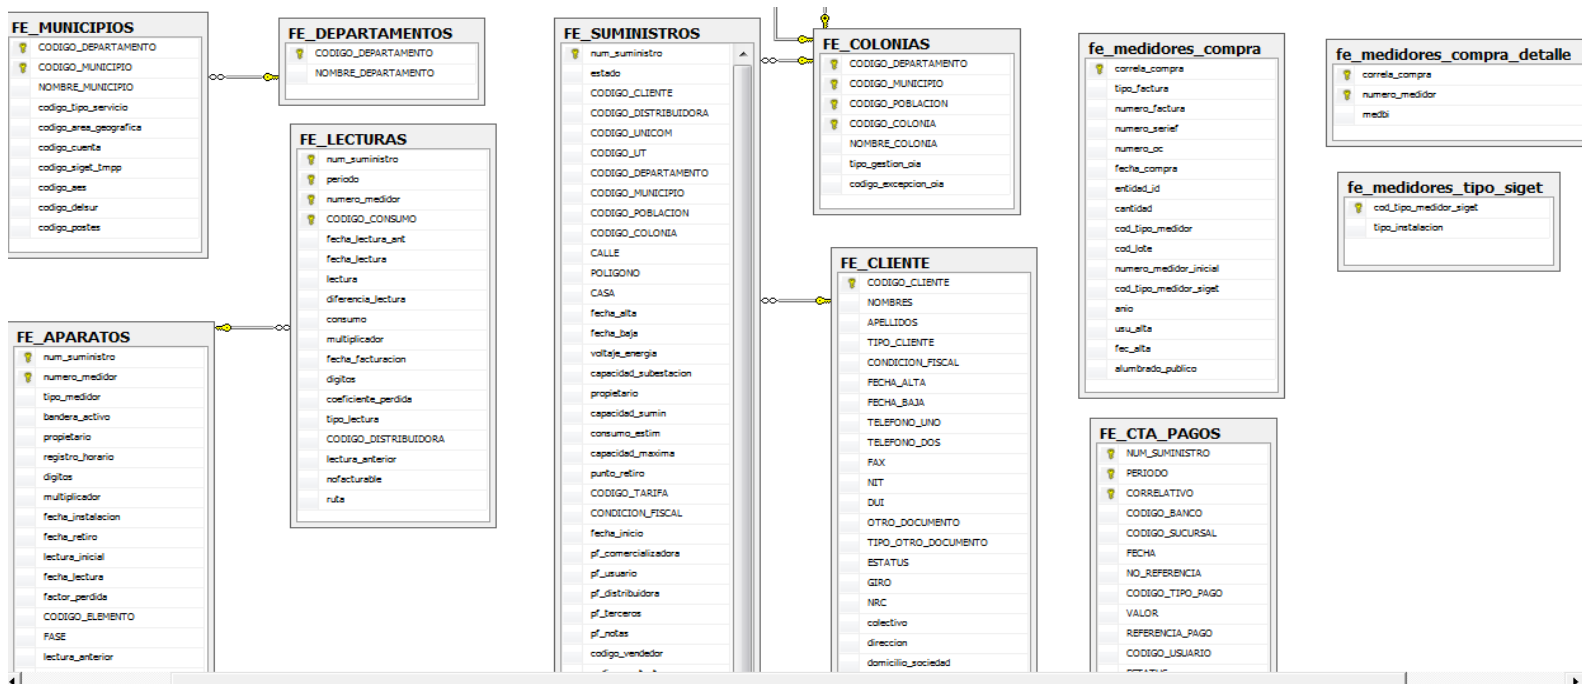 FE_MUNICIPIOS
CODIGO_DEPARTAMENTO
CODIGO_MUNICIPIO
NOMBRE_MUNICIPIO
codigo_tipo_servicio
codigo_area_geografica
codigo_cuenta
codigo_siget_tmpp
codigo_aes
codigo_delsur
codigo_postes
FE_DEPARTAMENTOS
CODIGO_DEPARTAMENTO
NOMBRE_DEPARTAMENTO
FE_LECTURAS
num_suministro
periodo
numero_medidor
CODIGO_CONSUMO
fecha_lectura_ant
fecha_lectura
lectura
diferencia_lectura
consumo
multiplicador
fecha_facturacion
digitos
coeficiente_perdida
tipo_lectura
CODIGO_DISTRIBUIDORA
lectura_anterior
nofacturable
ruta
FE_APARATOS
num_suministro
numero_medidor
tipo_medidor
bandera_activo
propietario
registro_horario
digitos
multiplicador
fecha_instalacion
fecha_retiro
lectura_inicial
fecha_lectura
factor_perdida
CODIGO_ELEMENTO
FASE
lectura_anterior
FE_SUMINISTROS
num_suministro
estado
CODIGO_CLIENTE
CODIGO_DISTRIBUIDORA
CODIGO_UNICOM
CODIGO_UT
CODIGO_DEPARTAMENTO
CODIGO_MUNICIPIO
CODIGO_POBLACION
CODIGO_COLONIA
CALLE
POLIGONO
CASA
fecha_alta
fecha_baja
voltaje_energia
capacidad_subestacion
propietario
capacidad_sumin
consumo_estim
capacidad_maxima
punto_retiro
CODIGO_TARIFA
CONDICION_FISCAL
fecha_inicio
pf_comercializadora
pf_usuario
pf_distribuidora
pf_terceros
pf_notas
codigo_vendedor
FE_COLONIAS
CODIGO_DEPARTAMENTO
CODIGO_MUNICIPIO
CODIGO_POBLACION
CODIGO_COLONIA
NOMBRE_COLONIA
tipo_gestion_oia
codigo_excepcion_oia
FE_CLIENTE
CODIGO_CLIENTE
NOMBRES
APELLIDOS
TIPO_CLIENTE
CONDICION_FISCAL
FECHA_ALTA
FECHA_BAJA
TELEFONO_UNO
TELEFONO_DOS
FAX
NIT
DUI
OTRO_DOCUMENTO
TIPO_OTRO_DOCUMENTO
ESTATUS
GIRO
NRC
colectivo
direccion
domicilio_sociedad
fe_medidores_compra
correla_compra
tipo_factura
numero_factura
numero_serief
numero_oc
fecha_compra
entidad_id
cantidad
cod_tipo_medidor
cod_lote
numero_medidor_inicial
cod_tipo_medidor_siget
anio
usu_alta
fec_alta
alumbrado_publico
FE_CTA_PAGOS
NUM_SUMINISTRO
PERIODO
CORRELATIVO
CODIGO_BANCO
CODIGO_SUCURSAL
FECHA
NO_REFERENCIA
CODIGO_TIPO_PAGO
VALOR
REFERENCIA_PAGO
CODIGO_USUARIO
fe_medidores_compra_detalle
correla_compra
numero_medidor
medbi
fe_medidores_tipo_siget
cod_tipo_medidor_siget
tipo_instalacion